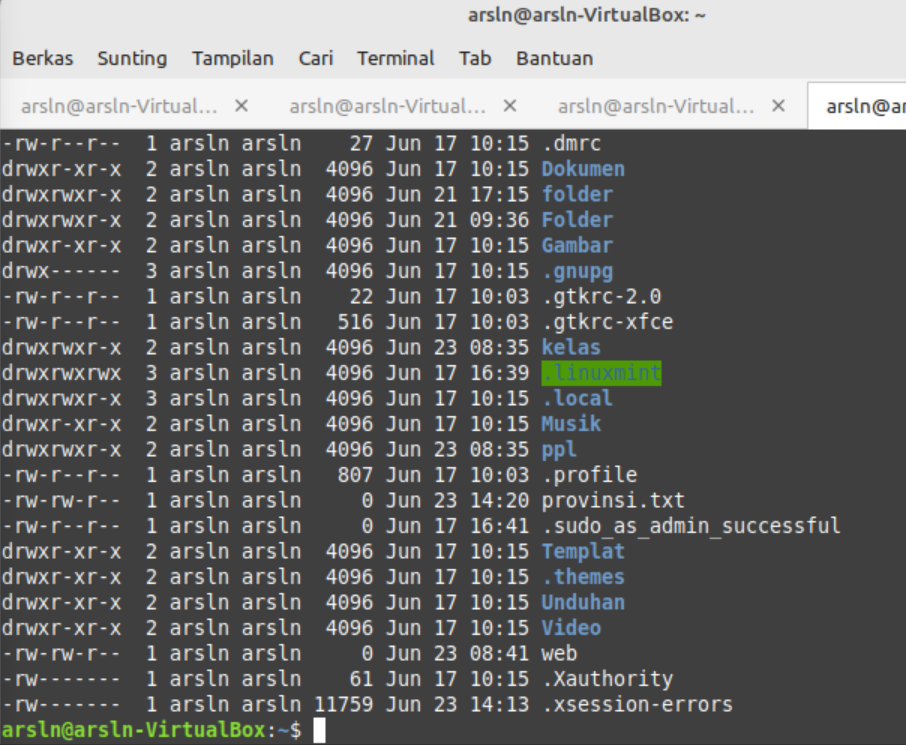 arsln@arsln-VirtualBox: ~
Berkas Sunting Tampilan Cari Terminal Tab Bantuan
arsln@arsln-Virtual... × arsln@arsln-Virtual... × arsln@arsln-Virtual... × arsln@ar
-rw-r--r-- 1 arsln arsln 27 Jun 17 10:15 .dmrc
drwxr-xr-x 2 arsln arsln 4096 Jun 17 10:15 Dokumen
drwxrwxr-x 2 arsln arsln 4096 Jun 21 17:15 folder
drwxrwxr-x 2 arsln arsln 4096 Jun 21 09:36 Folder
drwxr-xr-x 2 arsln arsln 4096 Jun 17 10:15 Gambar
drwx------ 3 arsln arsln 4096 Jun 17 10:15 .gnupg
-rw-r--r-- 1 arsln arsln 22 Jun 17 10:03 .gtkrc-2.0
-rw-r--r-- 1 arsln arsln 516 Jun 17 10:03 .gtkrc-xfce
drwxrwxr-x 2 arsln arsln 4096 Jun 23 08:35 kelas
drwxrwxrwx 3 arsln arsln 4096 Jun 17 16:39 .linuxmint
drwxrwxr-x 3 arsln arsln 4096 Jun 17 10:15 .local
drwxr-xr-x 2 arsln arsln 4096 Jun 17 10:15 Musik
drwxrwxr-x 2 arsln arsln 4096 Jun 23 08:35 ppl
-rw-r--r-- 1 arsln arsln 807 Jun 17 10:03 .profile
-rw-rw-r-- 1 arsln arsln 0 Jun 23 14:20 provinsi.txt
-rw-r--r-- 1 arsln arsln 0 Jun 17 16:41 .sudo_as_admin_successful
drwxr-xr-x 2 arsln arsln 4096 Jun 17 10:15 Templat
drwxr-xr-x 2 arsln arsln 4096 Jun 17 10:15 .themes
drwxr-xr-x 2 arsln arsln 4096 Jun 17 10:15 Unduhan
drwxr-xr-x 2 arsln arsln 4096 Jun 17 10:15 Video
-rw-rw-r-- 1 arsln arsln 0 Jun 23 08:41 web
-rw------- 1 arsln arsln 61 Jun 17 10:15 .Xauthority
-rw------- 1 arsln arsln 11759 Jun 23 14:13 .xsession-errors
arsln@arsln-VirtualBox:~$